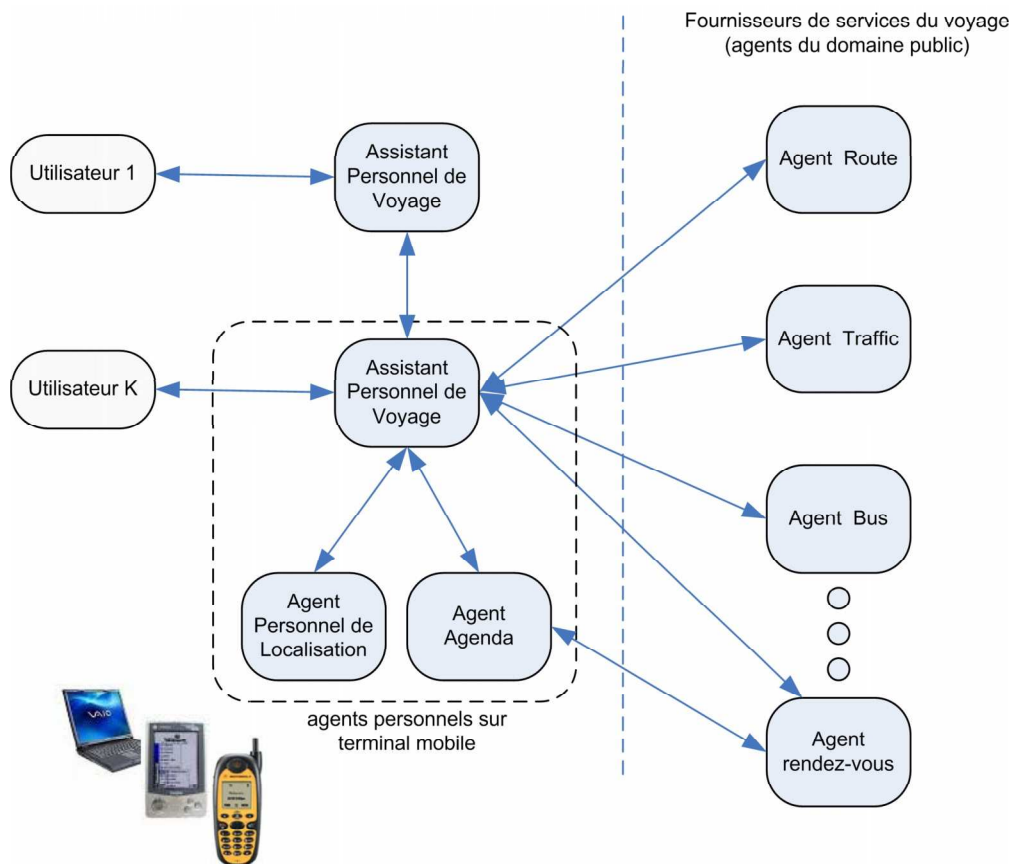 Fournisseurs de services du voyage
(agents du domaine public)
Utilisateur 1
Assistant
Personnel de
Voyage
Agent Route
Utilisateur K
Assistant
Personnel de
Voyage
Agent Traffic
Agent Bus
Agent
Personnel de
Localisation
Agent
Agenda
agents personnels sur
terminal mobile
Agent
rendez-vous
VAIO